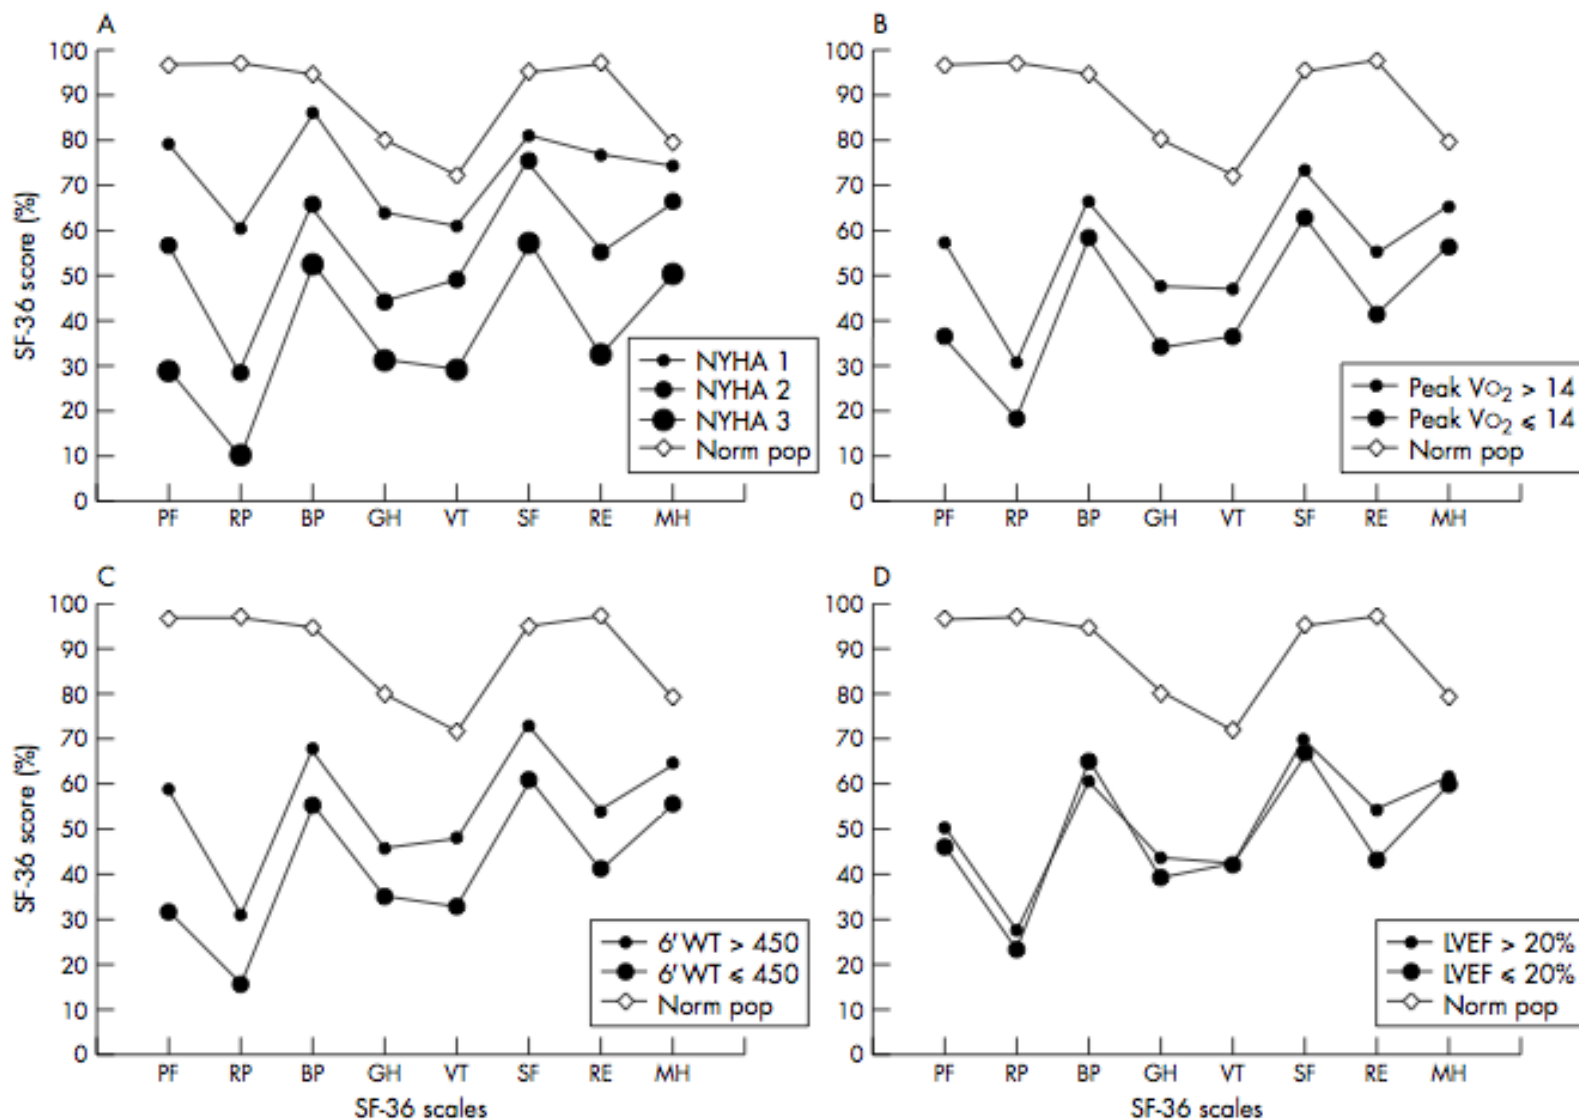 A
SF-36 score (%)
100
90
80
70
60
50
40
30
20
10
0
PF RP BP GH VT SF RE MH
NYHA 1
NYHA 2
NYHA 3
Norm pop
B
100
90
80
70
60
50
40
30
20
10
0
PF RP BP GH VT SF RE MH
Peak VO₂ > 14
Peak VO₂ ⩽ 14
Norm pop
C
SF-36 score (%)
100
90
80
70
60
50
40
30
20
10
0
PF RP BP GH VT SF RE MH
SF-36 scales
6′ WT > 450
6′ WT ⩽ 450
Norm pop
D
100
90
80
70
60
50
40
30
20
10
0
PF RP BP GH VT SF RE MH
SF-36 scales
LVEF > 20%
LVEF ⩽ 20%
Norm pop